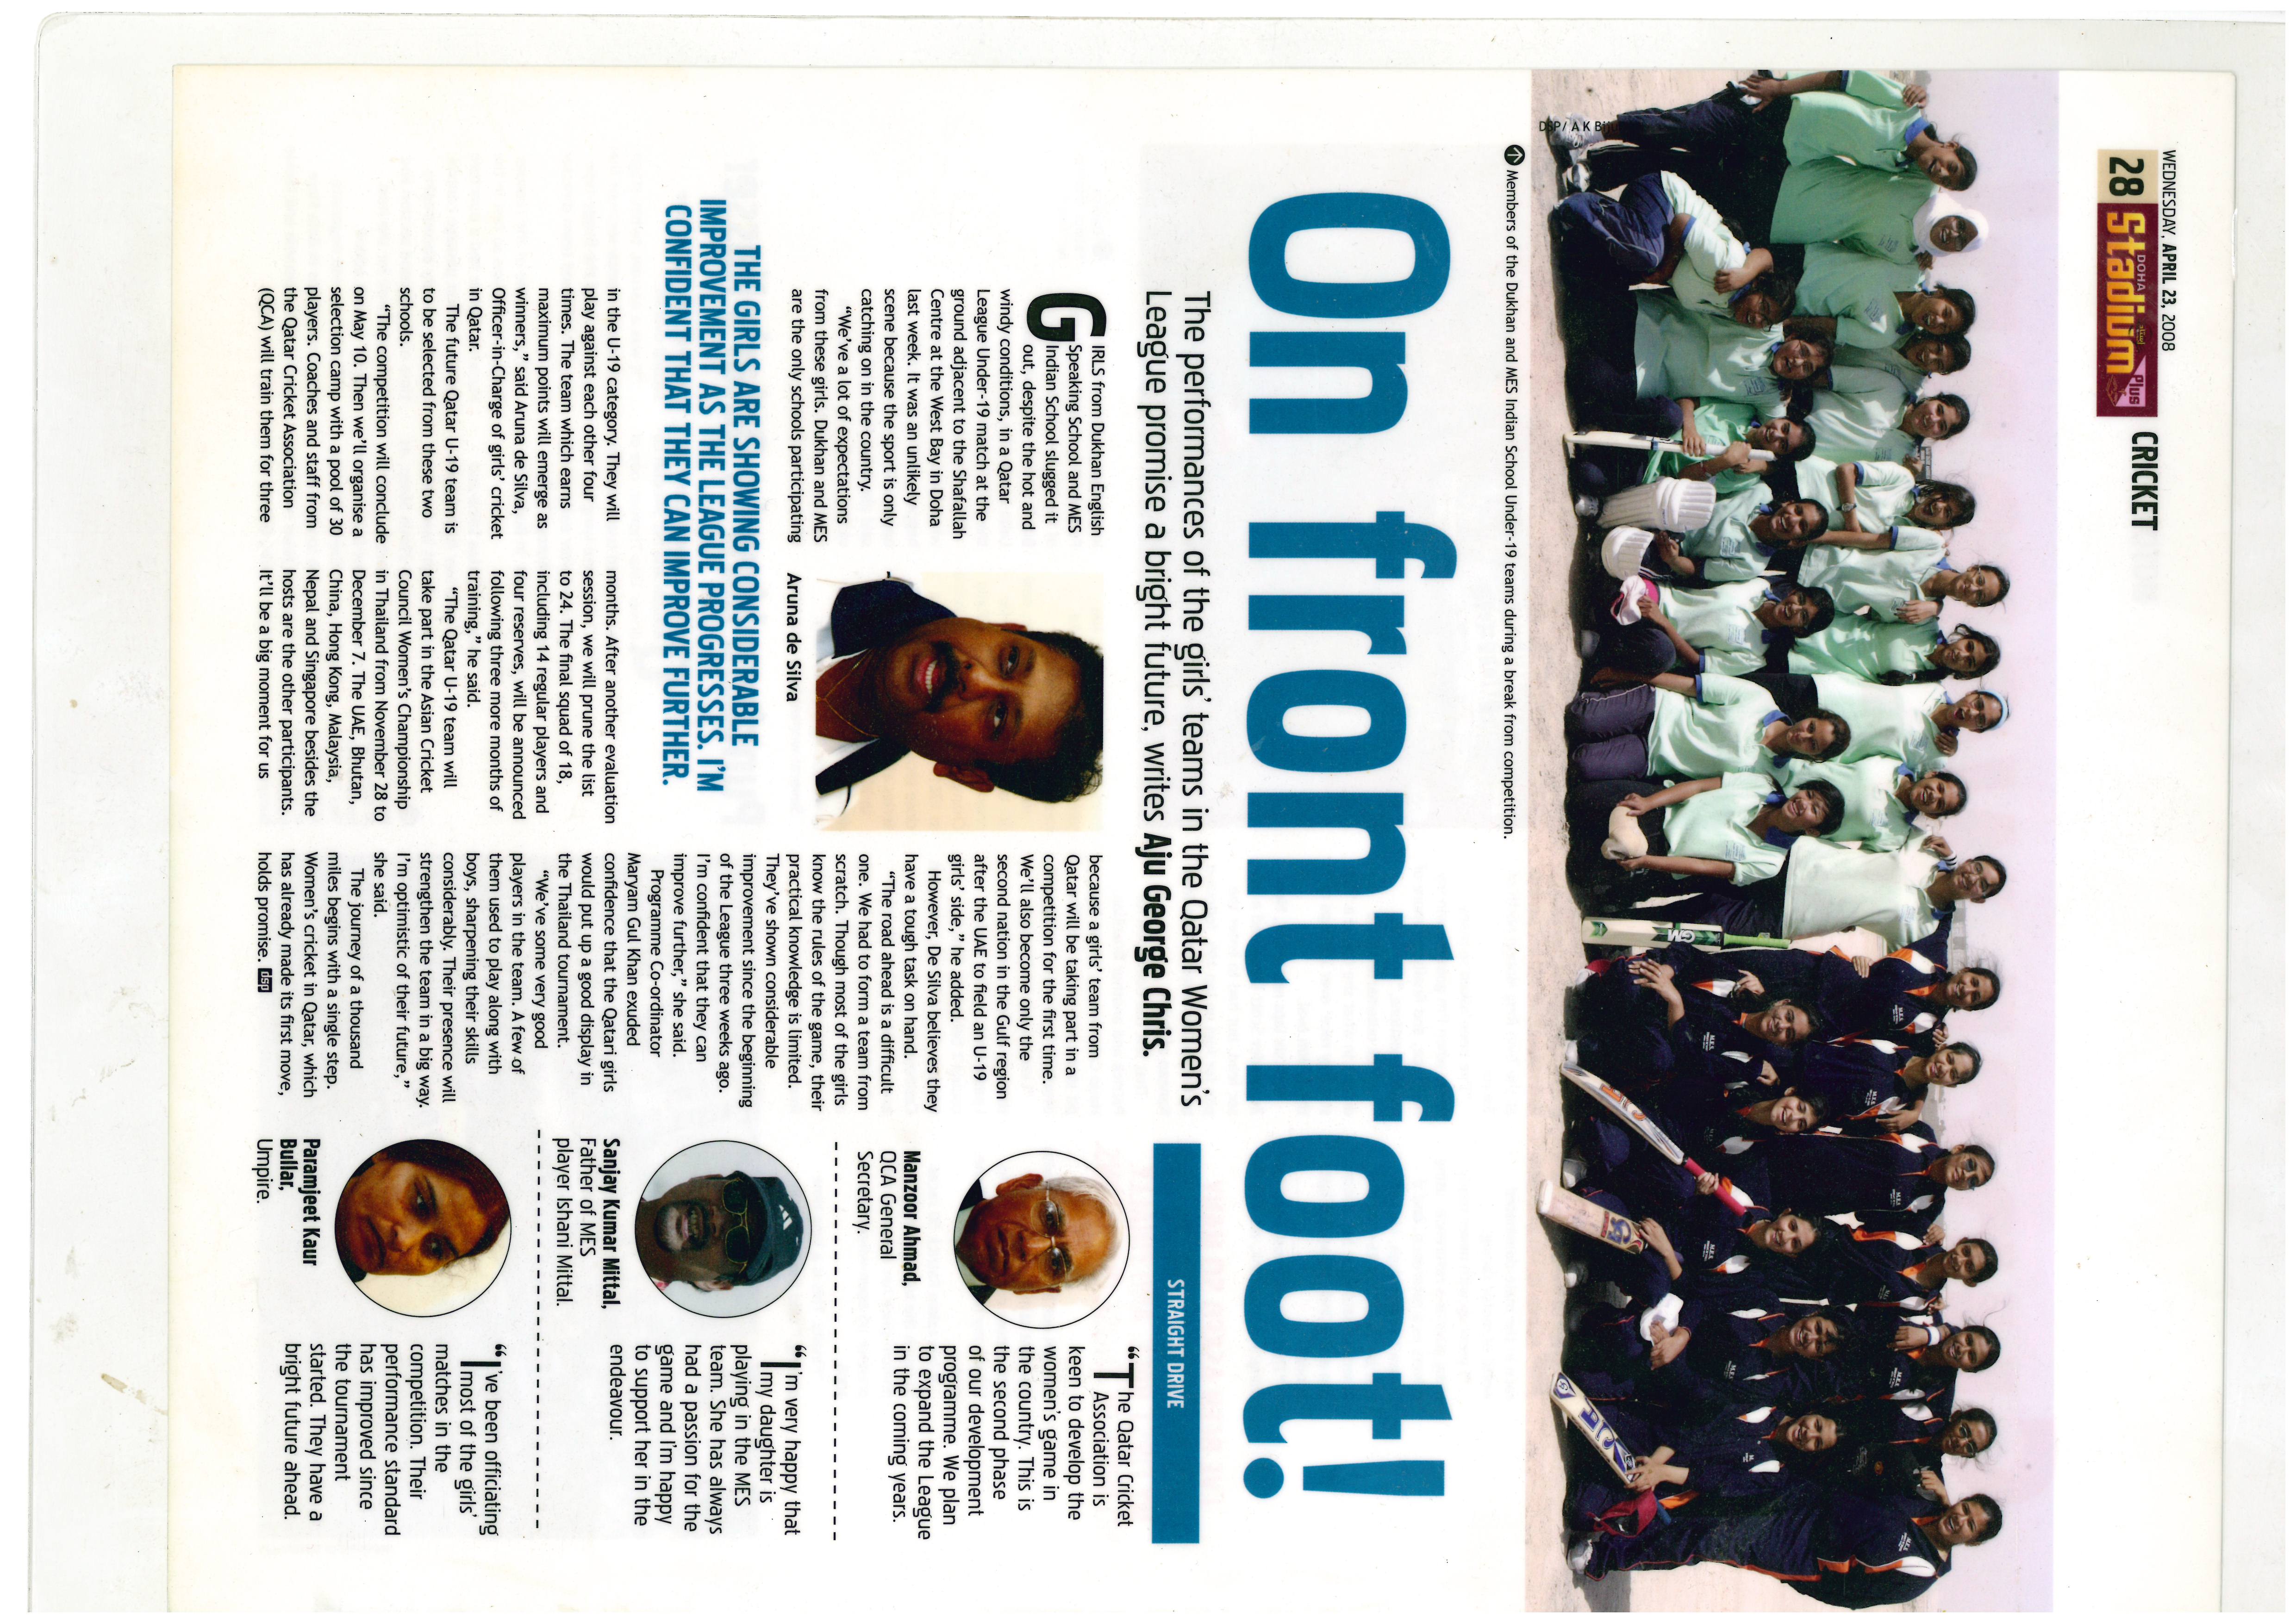 WEDNESDAY, APRIL 23, 2008
28
DOHA
استاد
Stadium
Plus
CRICKET
Members of the Dukhan and MES Indian School Under-19 teams during a break from competition.
On front foot!
The performances of the girls' teams in the Qatar Women's
League promise a bright future, writes Aju George Chris.
GIRLS from Dukhan English
Speaking School and MES
Indian School slugged it
out, despite the hot and
windy conditions, in a Qatar
League Under-19 match at the
ground adjacent to the Shafallah
Centre at the West Bay in Doha
last week. It was an unlikely
scene because the sport is only
catching on in the country.
"We've a lot of expectations
from these girls. Dukhan and MES
are the only schools participating
Aruna de Silva
THE GIRLS ARE SHOWING CONSIDERABLE
IMPROVEMENT AS THE LEAGUE PROGRESSES. I'M
CONFIDENT THAT THEY CAN IMPROVE FURTHER.
in the U-19 category. They will
play against each other four
times. The team which earns
maximum points will emerge as
winners," said Aruna de Silva,
Officer-in-Charge of girls' cricket
in Qatar.
The future Qatar U-19 team is
to be selected from these two
schools.
"The competition will conclude
on May 10. Then we'll organise a
selection camp with a pool of 30
players. Coaches and staff from
the Qatar Cricket Association
(QCA) will train them for three
months. After another evaluation
session, we will prune the list
to 24. The final squad of 18,
including 14 regular players and
four reserves, will be announced
following three more months of
training," he said.
"The Qatar U-19 team will
take part in the Asian Cricket
Council Women's Championship
in Thailand from November 28 to
December 7. The UAE, Bhutan,
China, Hong Kong, Malaysia,
Nepal and Singapore besides the
hosts are the other participants.
It'll be a big moment for us
because a girls' team from
Qatar will be taking part in a
competition for the first time.
We'll also become only the
second nation in the Gulf region
after the UAE to field an U-19
girls' side," he added.
However, De Silva believes they
have a tough task on hand.
"The road ahead is a difficult
one. We had to form a team from
scratch. Though most of the girls
know the rules of the game, their
practical knowledge is limited.
They've shown considerable
improvement since the beginning
of the League three weeks ago.
I'm confident that they can
improve further," she said.
Programme Co-ordinator
Maryam Gul Khan exuded
confidence that the Qatari girls
would put up a good display in
the Thailand tournament.
"We've some very good
players in the team. A few of
them used to play along with
boys, sharpening their skills
considerably. Their presence will
strengthen the team in a big way.
I'm optimistic of their future,"
she said.
The journey of a thousand
miles begins with a single step.
Women's cricket in Qatar, which
has already made its first move,
holds promise. dsp
STRAIGHT DRIVE
"The Qatar Cricket
Association is
keen to develop the
women's game in
the country. This is
the second phase
of our development
programme. We plan
to expand the League
in the coming years.
Manzoor Ahmad,
QCA General
Secretary.
"I'm very happy that
my daughter is
playing in the MES
team. She has always
had a passion for the
game and I'm happy
to support her in the
endeavour.
Sanjay Kumar Mittal,
Father of MES
player Ishani Mittal.
"I've been officiating
most of the girls'
matches in the
competition. Their
performance standard
has improved since
the tournament
started. They have a
bright future ahead.
Paramjeet Kaur
Bullar,
Umpire.